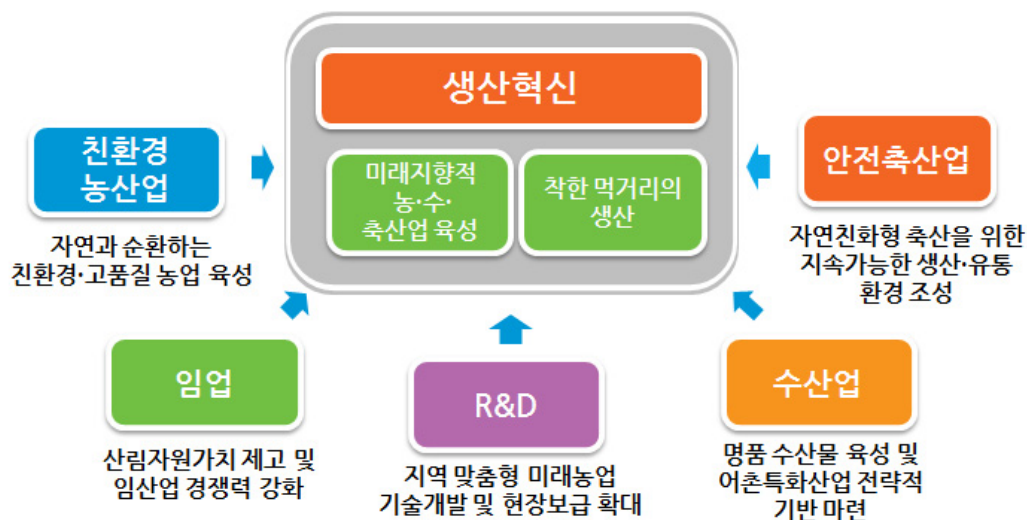 생산혁신
미래지향적
농·수·
축산업 육성
착한 먹거리의
생산
친환경
농산업
자연과 순환하는
친환경·고품질 농업 육성
안전축산업
자연친화형 축산을 위한
지속가능한 생산·유통
환경 조성
임업
산림자원가치 제고 및
임산업 경쟁력 강화
R&D
지역 맞춤형 미래농업
기술개발 및 현장보급 확대
수산업
명품 수산물 육성 및
어촌특화산업 전략적
기반 마련